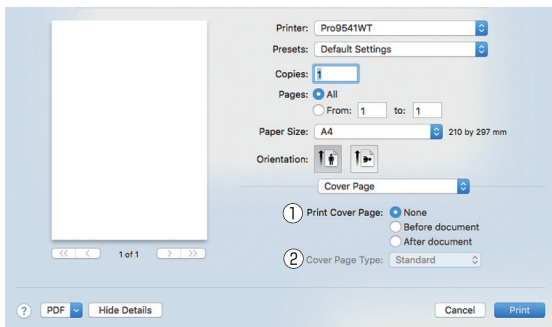 Printer: Pro9541WT
Presets: Default Settings
Copies: 1
Pages: All
From: 1 to: 1
Paper Size: A4 210 by 297 mm
Orientation:
Cover Page
① Print Cover Page: None
Before document
After document
② Cover Page Type: Standard
<< < 1 of 1 > >>
? PDF Hide Details Cancel Print